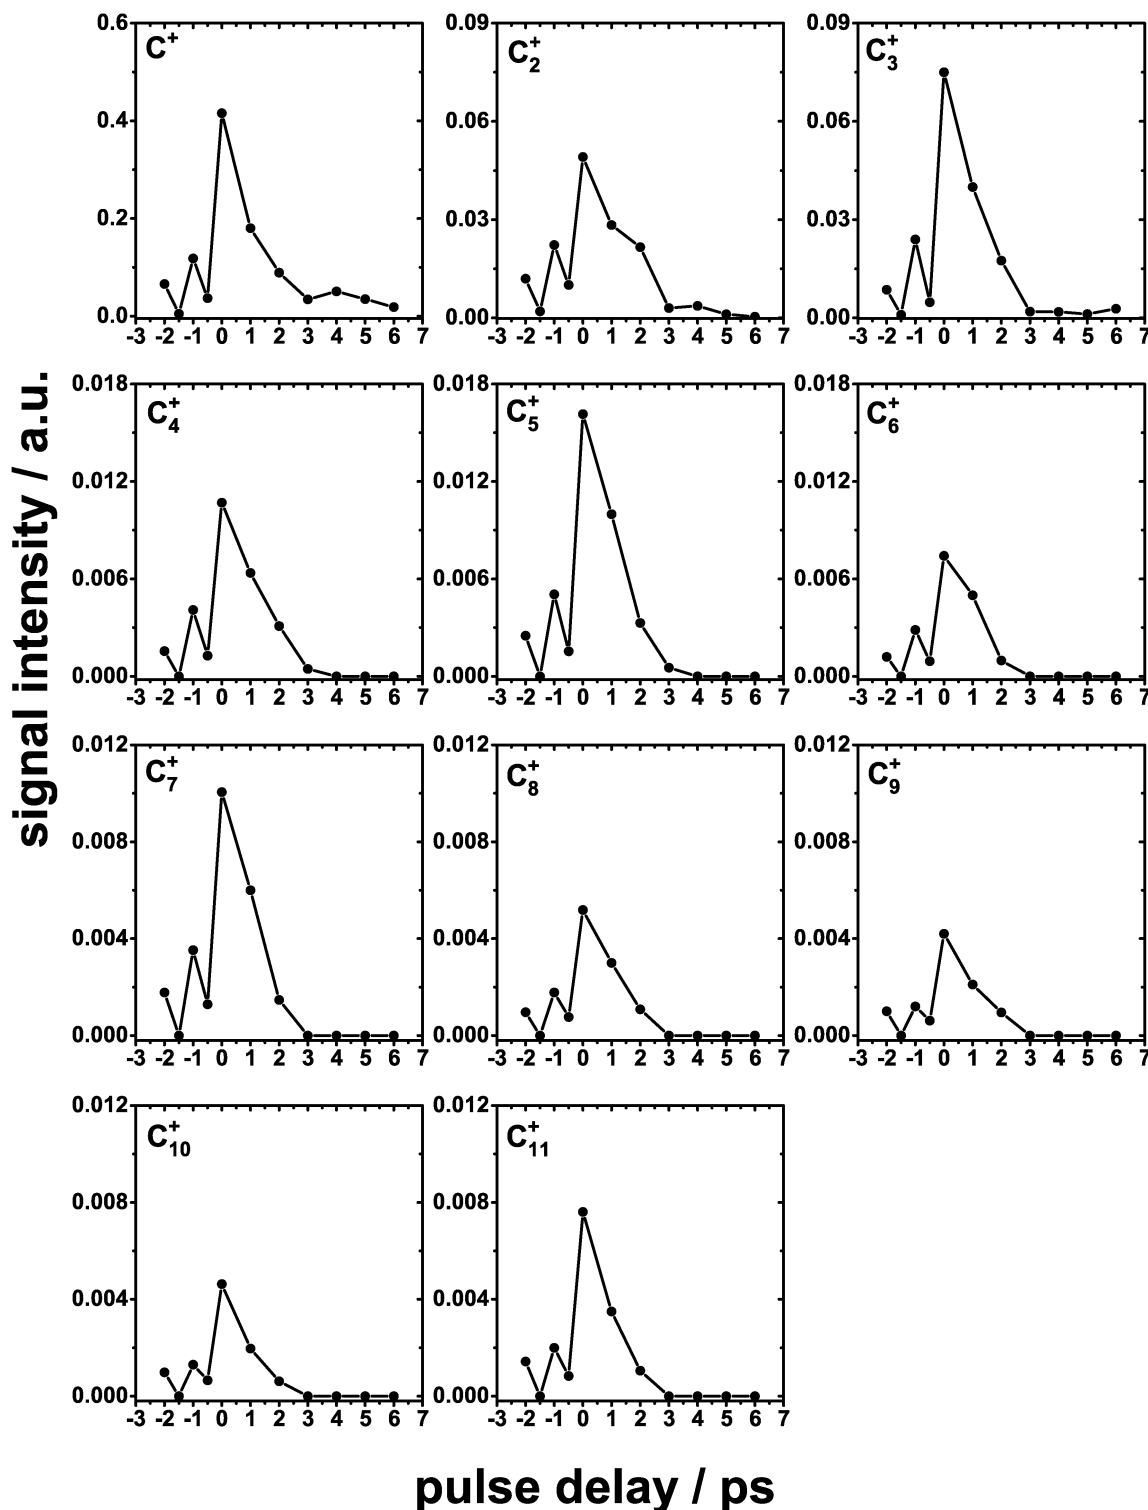 C+
0.6
0.4
0.2
0.0
-3 -2 -1 0 1 2 3 4 5 6 7
C2+
0.09
0.06
0.03
0.00
-3 -2 -1 0 1 2 3 4 5 6 7
C3+
0.09
0.06
0.03
0.00
-3 -2 -1 0 1 2 3 4 5 6 7
signal intensity / a.u.
C4+
0.018
0.012
0.006
0.000
-3 -2 -1 0 1 2 3 4 5 6 7
C5+
0.018
0.012
0.006
0.000
-3 -2 -1 0 1 2 3 4 5 6 7
C6+
0.018
0.012
0.006
0.000
-3 -2 -1 0 1 2 3 4 5 6 7
C7+
0.012
0.008
0.004
0.000
-3 -2 -1 0 1 2 3 4 5 6 7
C8+
0.012
0.008
0.004
0.000
-3 -2 -1 0 1 2 3 4 5 6 7
C9+
0.012
0.008
0.004
0.000
-3 -2 -1 0 1 2 3 4 5 6 7
C10+
0.012
0.008
0.004
0.000
-3 -2 -1 0 1 2 3 4 5 6 7
C11+
0.012
0.008
0.004
0.000
-3 -2 -1 0 1 2 3 4 5 6 7
pulse delay / ps